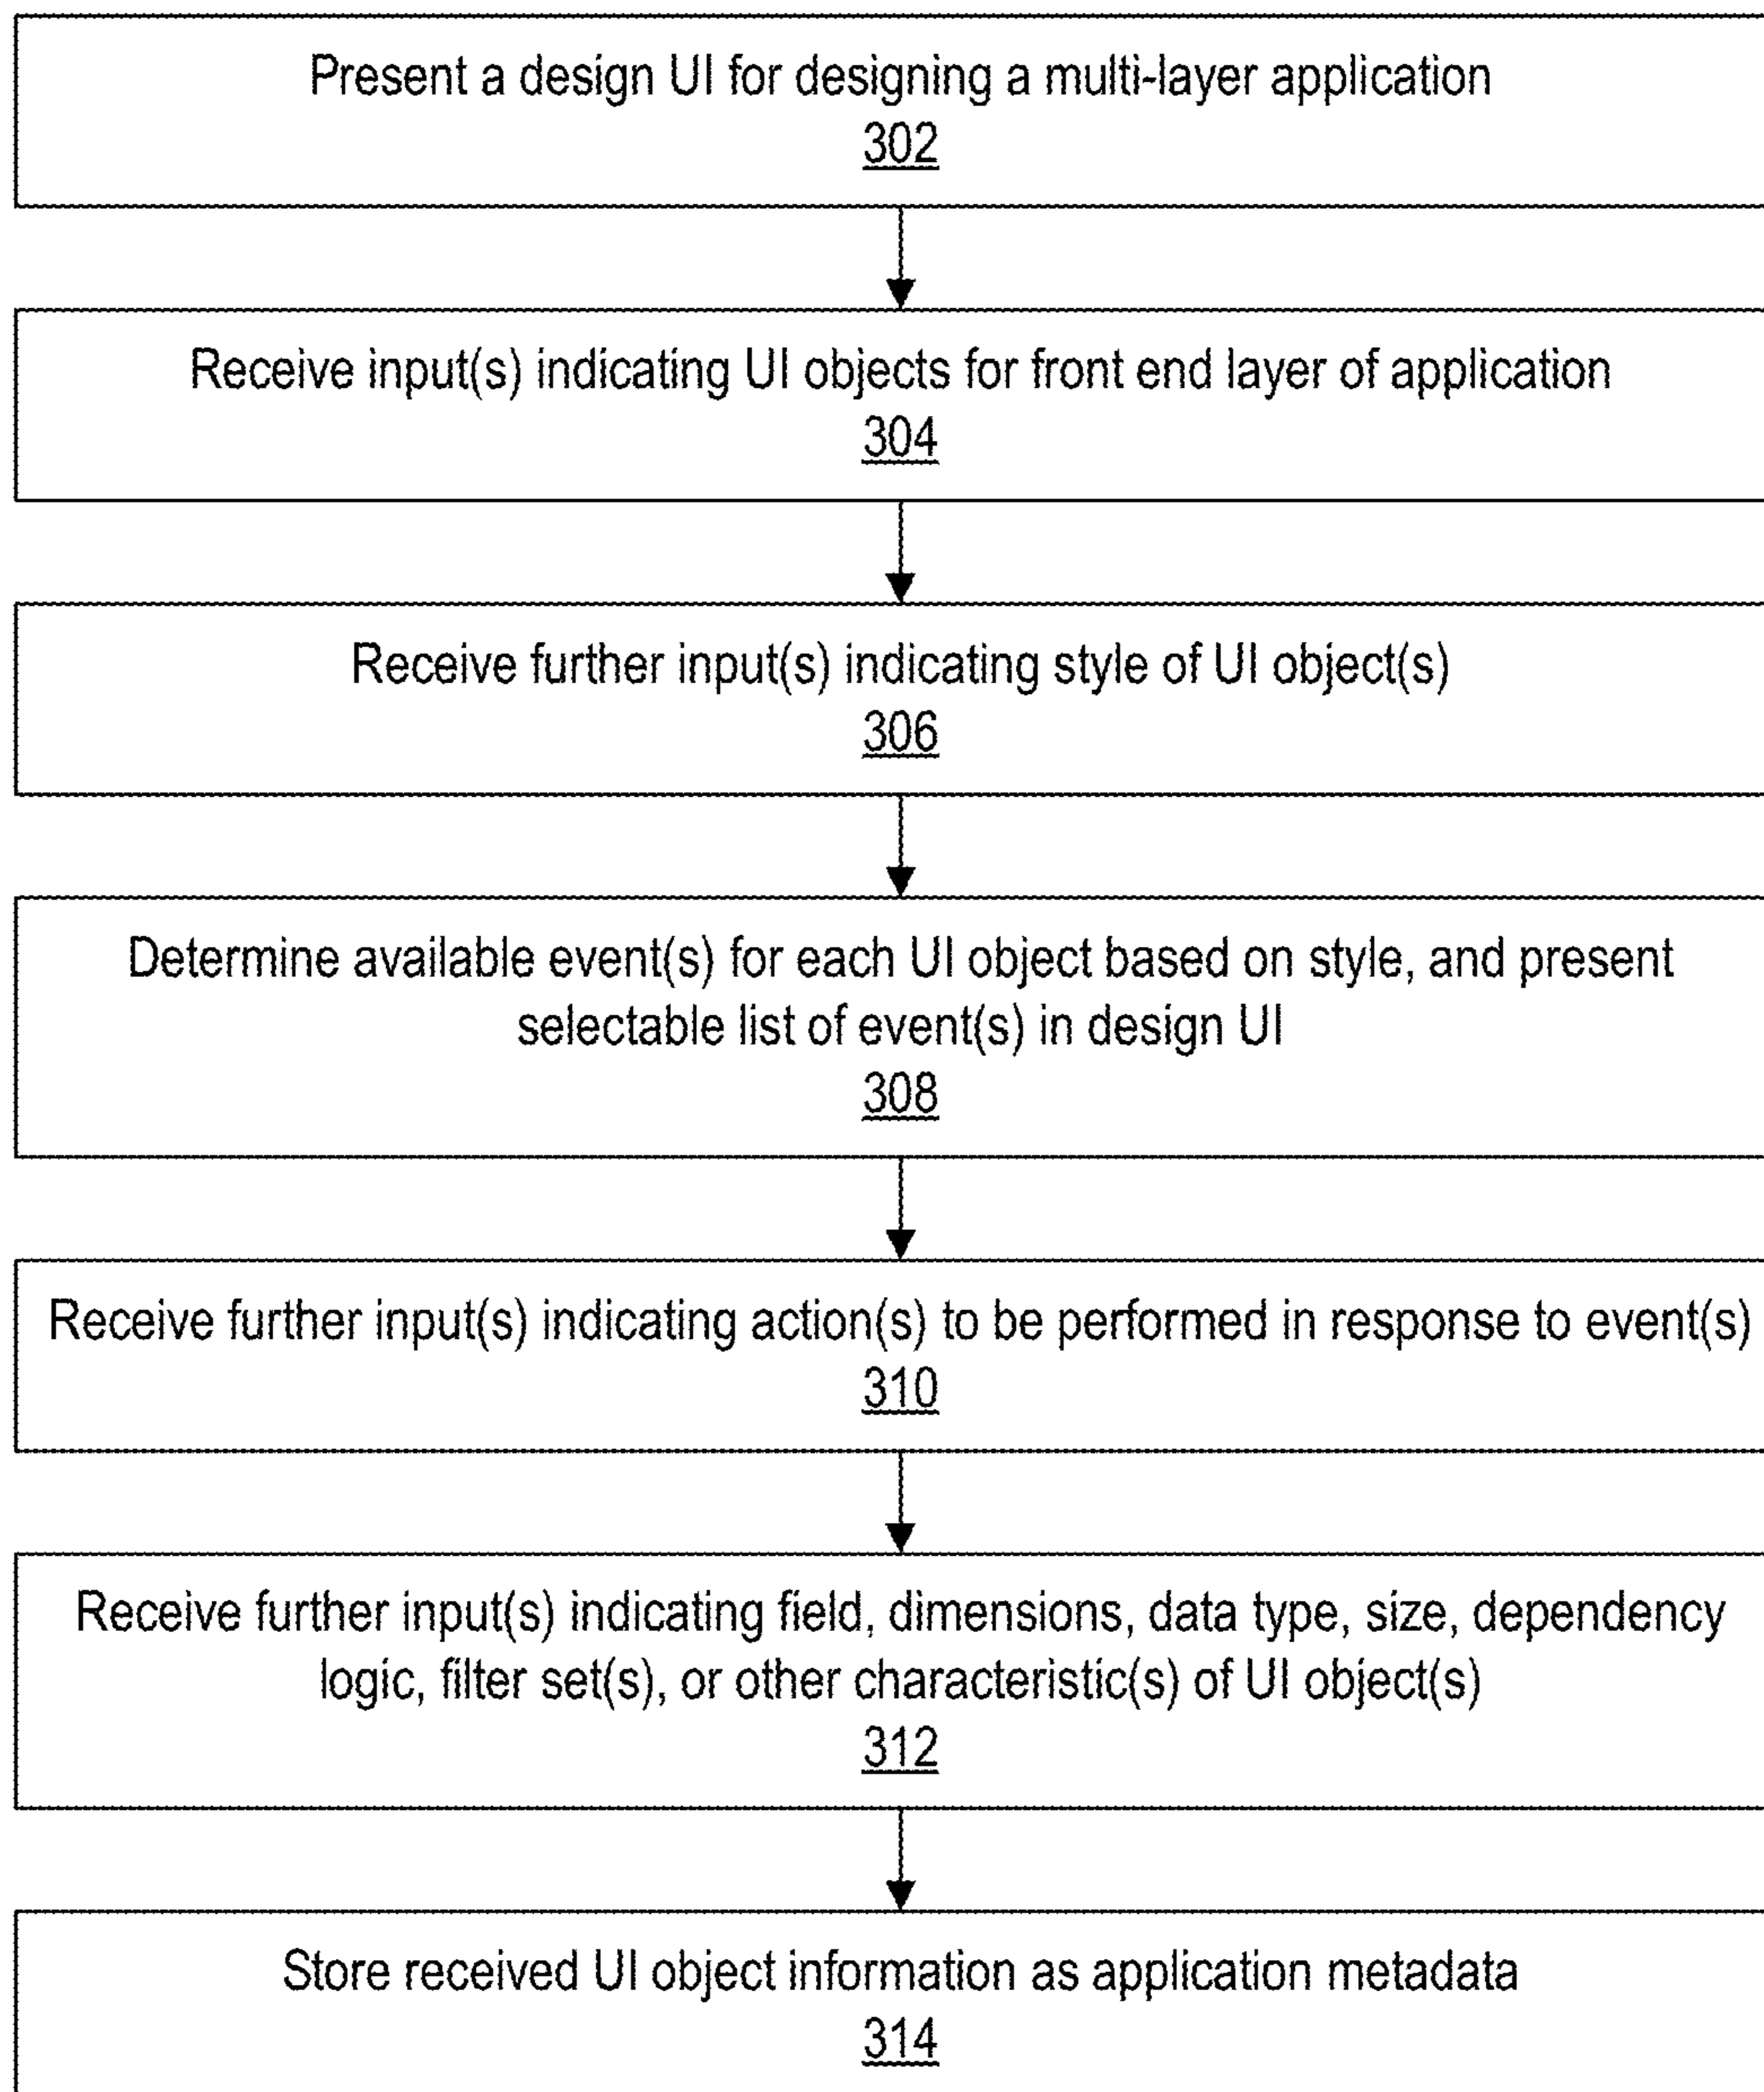 Present a design UI for designing a multi-layer application
302
Receive input(s) indicating UI objects for front end layer of application
304
Receive further input(s) indicating style of UI object(s)
306
Determine available event(s) for each UI object based on style, and present
selectable list of event(s) in design UI
308
Receive further input(s) indicating action(s) to be performed in response to event(s)
310
Receive further input(s) indicating field, dimensions, data type, size, dependency
logic, filter set(s), or other characteristic(s) of UI object(s)
312
Store received UI object information as application metadata
314